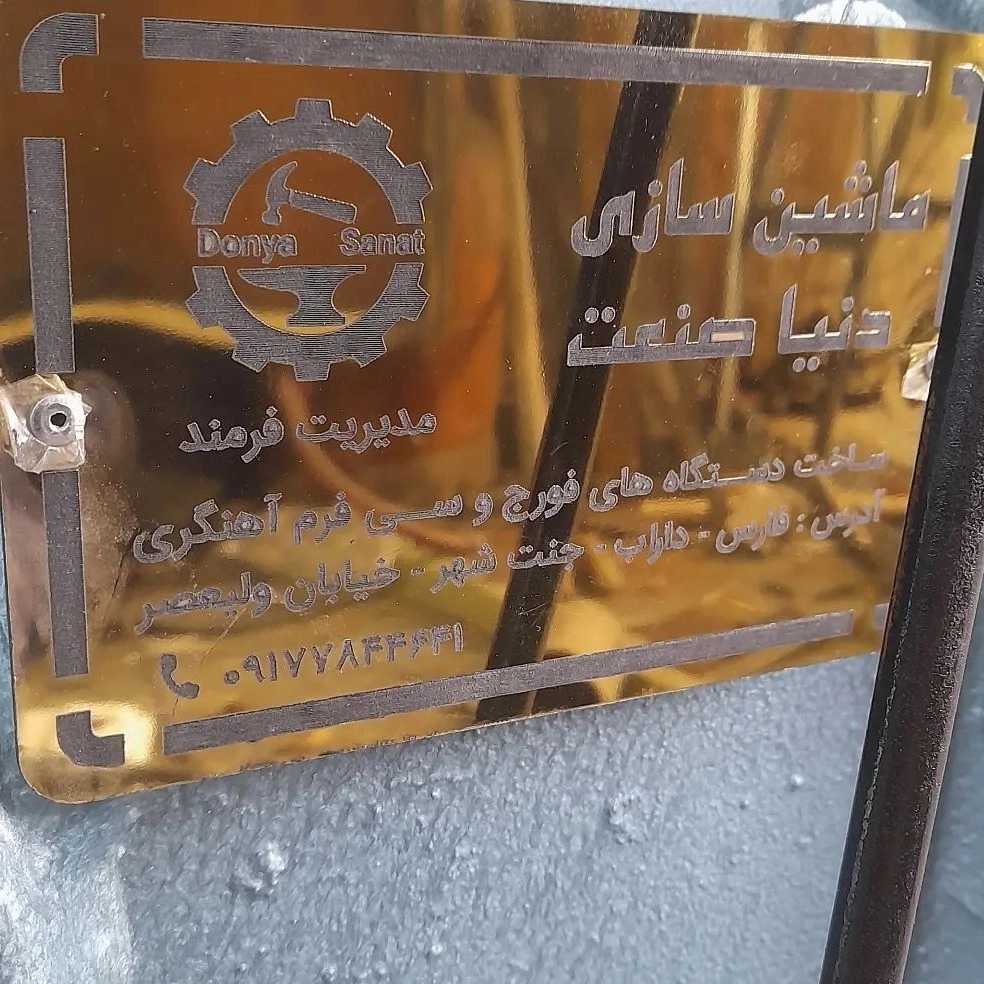 ماشین سازی
دنیا صنعت
Donya Sanat
مدیریت فرمند
ساخت دستگاه های فورج و سی فرم آهنگری
آدرس : فارس - داراب - جنت شهر - خیابان ولیعصر
۰۹۱۷۷۸۴۴۶۴۱